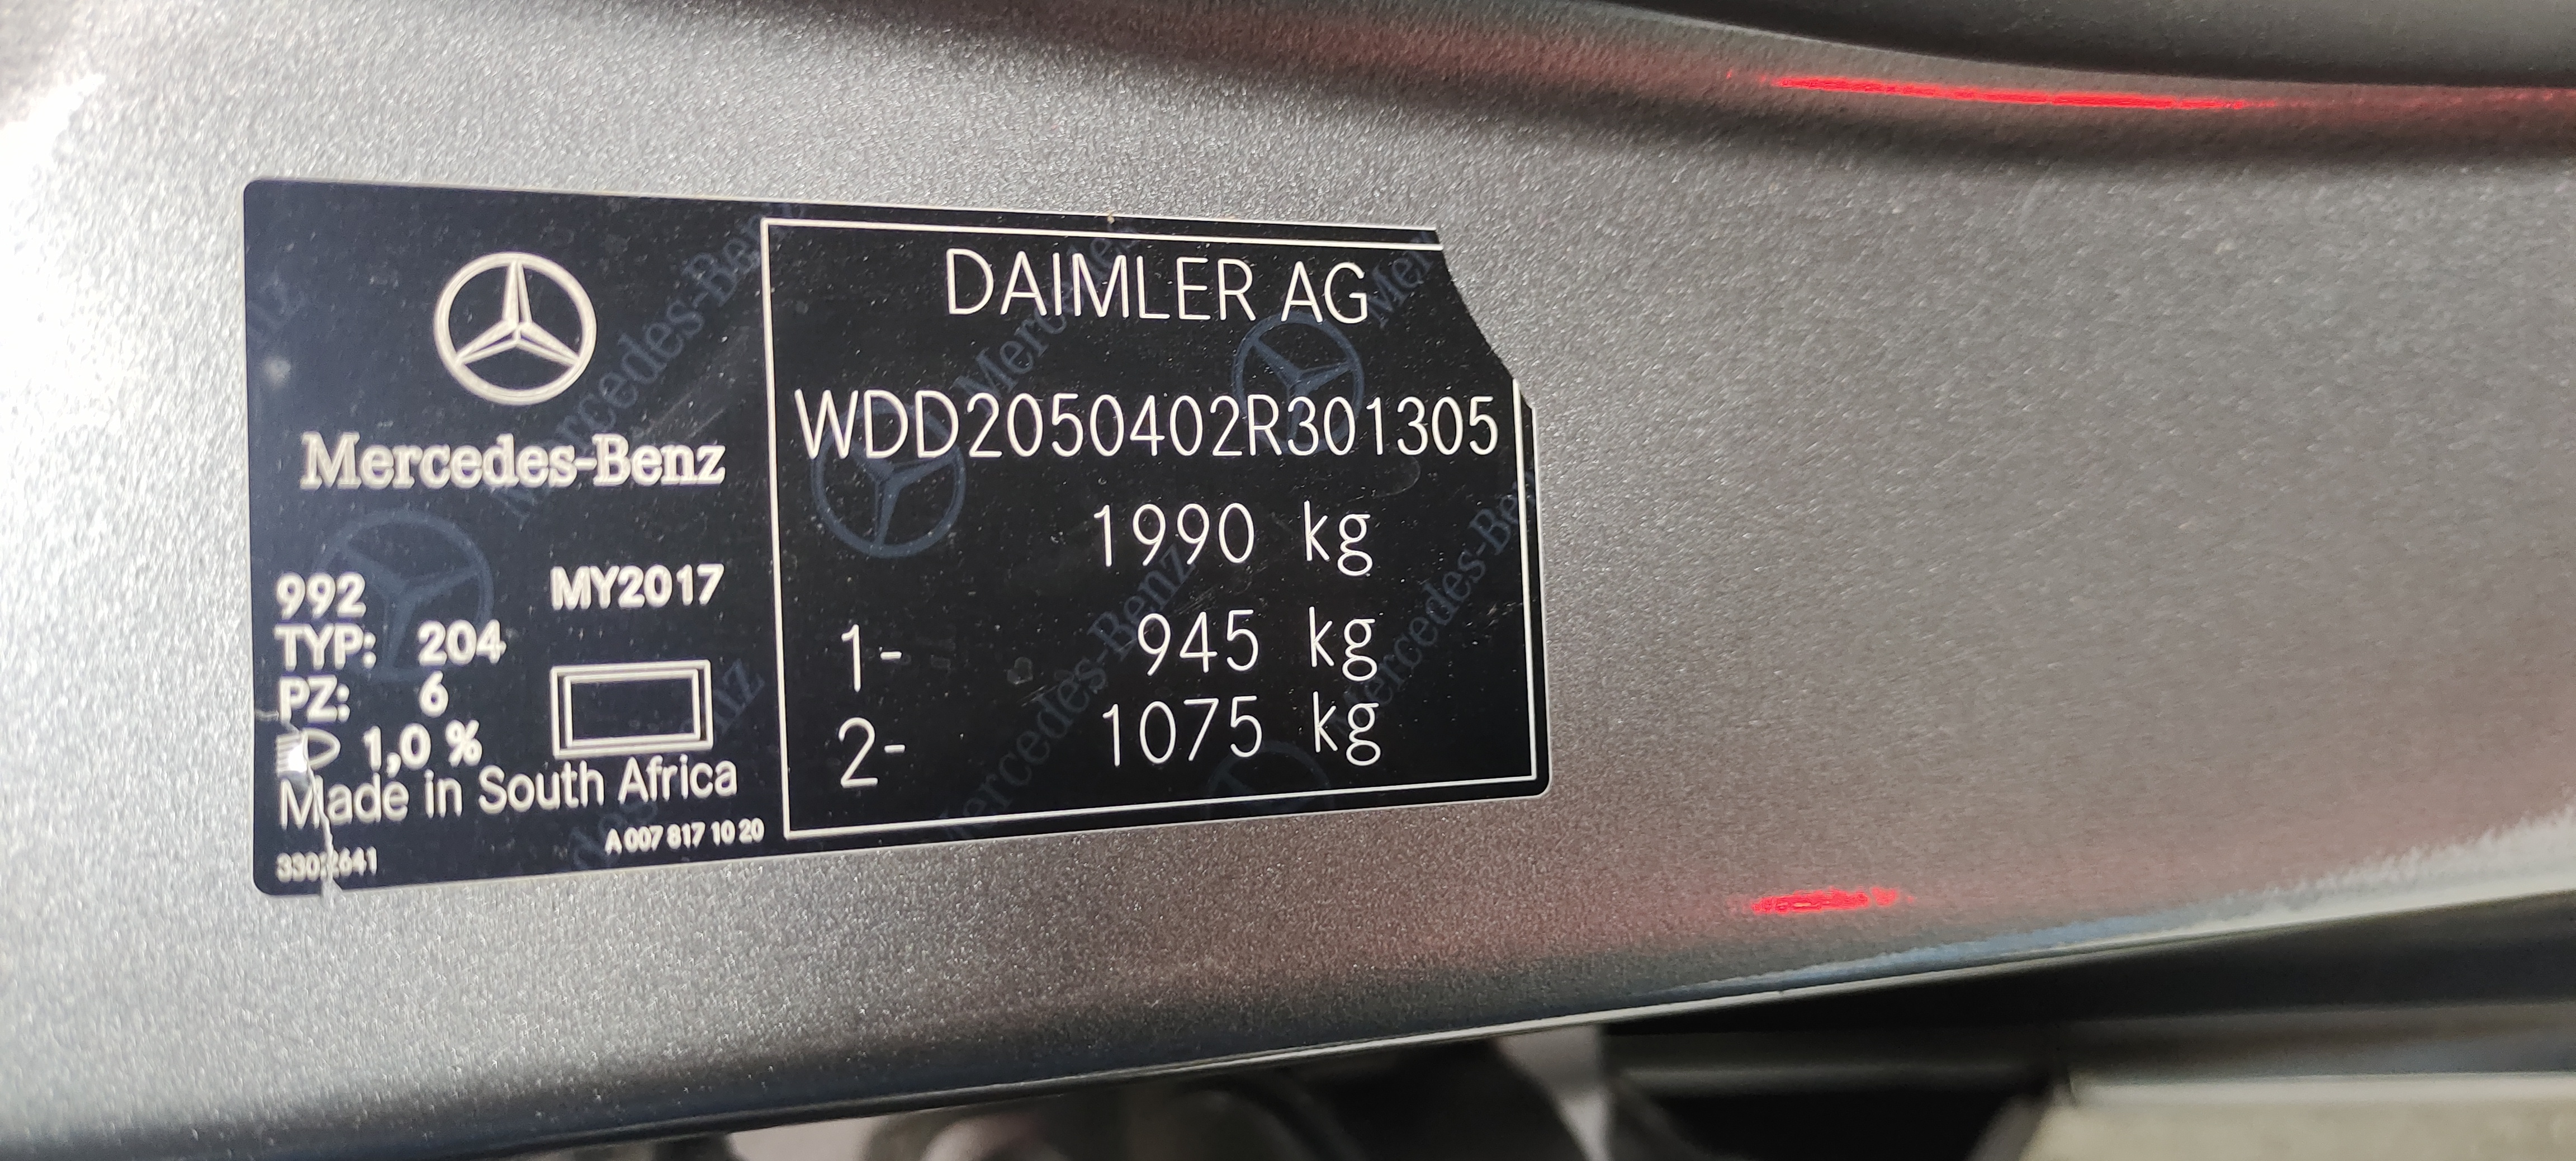 Mercedes-Benz
992 MY2017
TYP: 204
PZ: 6
1,0 %
Made in South Africa
A 007 817 10 20
DAIMLER AG
WDD2050402R301305
1990 kg
1- 945 kg
2- 1075 kg